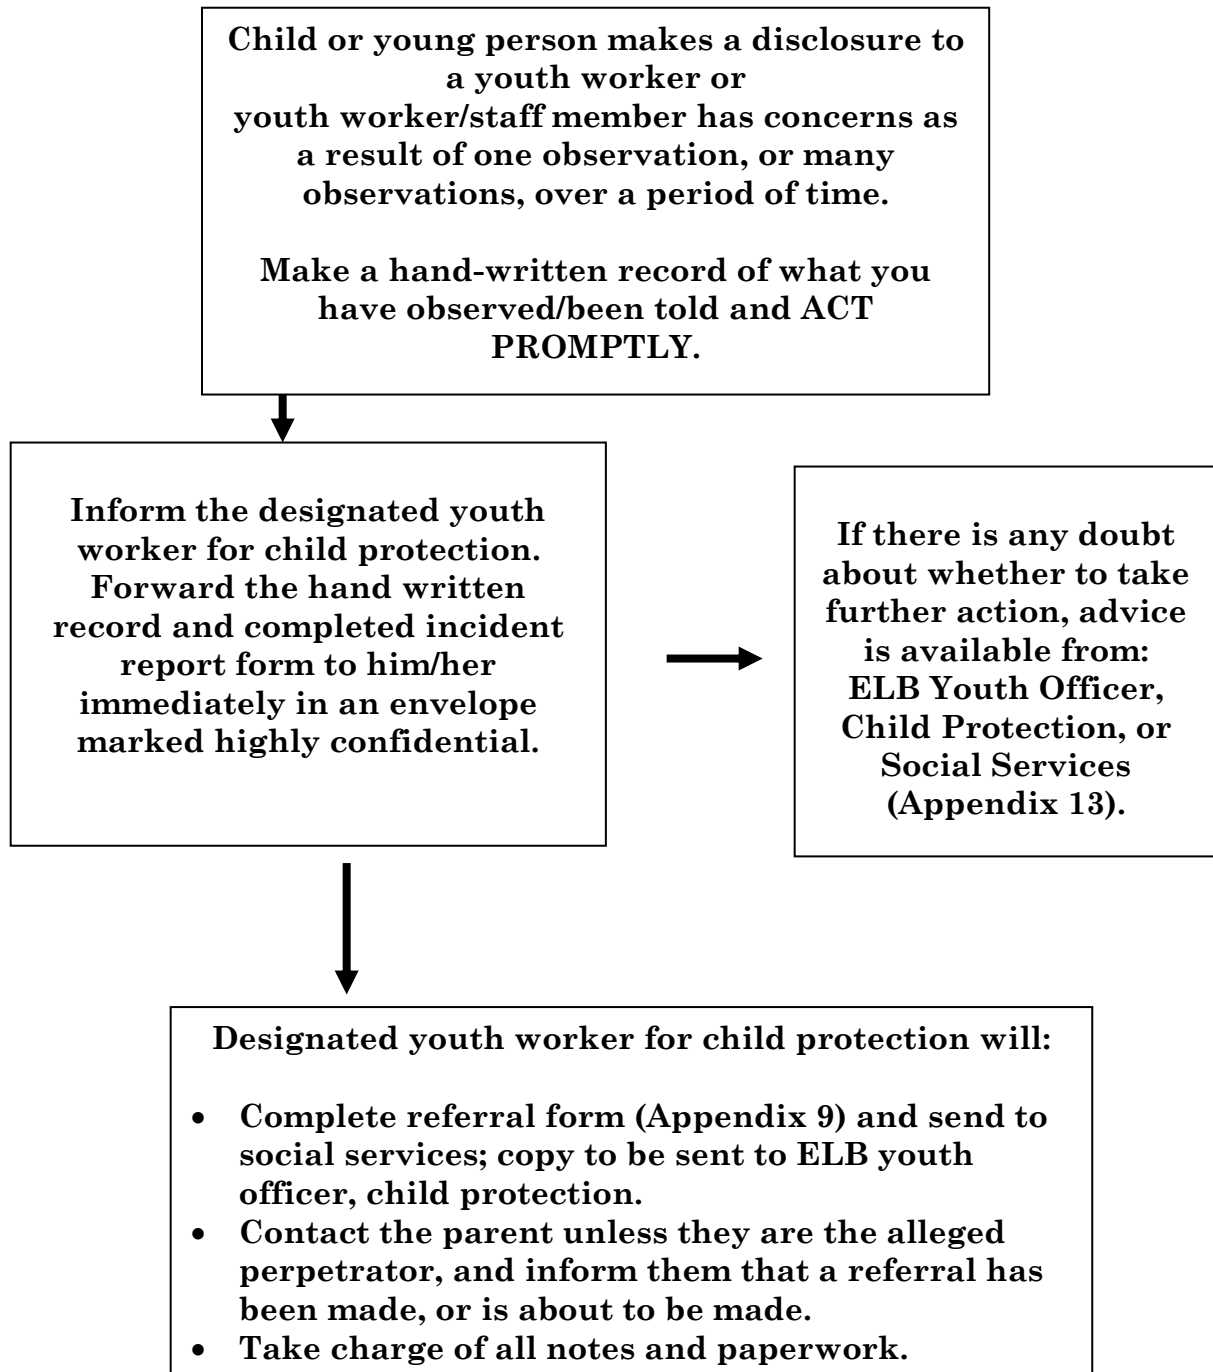 Child or young person makes a disclosure to
a youth worker or
youth worker/staff member has concerns as
a result of one observation, or many
observations, over a period of time.
Make a hand-written record of what you
have observed/been told and ACT
PROMPTLY.
Inform the designated youth
worker for child protection.
Forward the hand written
record and completed incident
report form to him/her
immediately in an envelope
marked highly confidential.
If there is any doubt
about whether to take
further action, advice
is available from:
ELB Youth Officer,
Child Protection, or
Social Services
(Appendix 13).
Designated youth worker for child protection will:
• Complete referral form (Appendix 9) and send to
social services; copy to be sent to ELB youth
officer, child protection.
• Contact the parent unless they are the alleged
perpetrator, and inform them that a referral has
been made, or is about to be made.
• Take charge of all notes and paperwork.